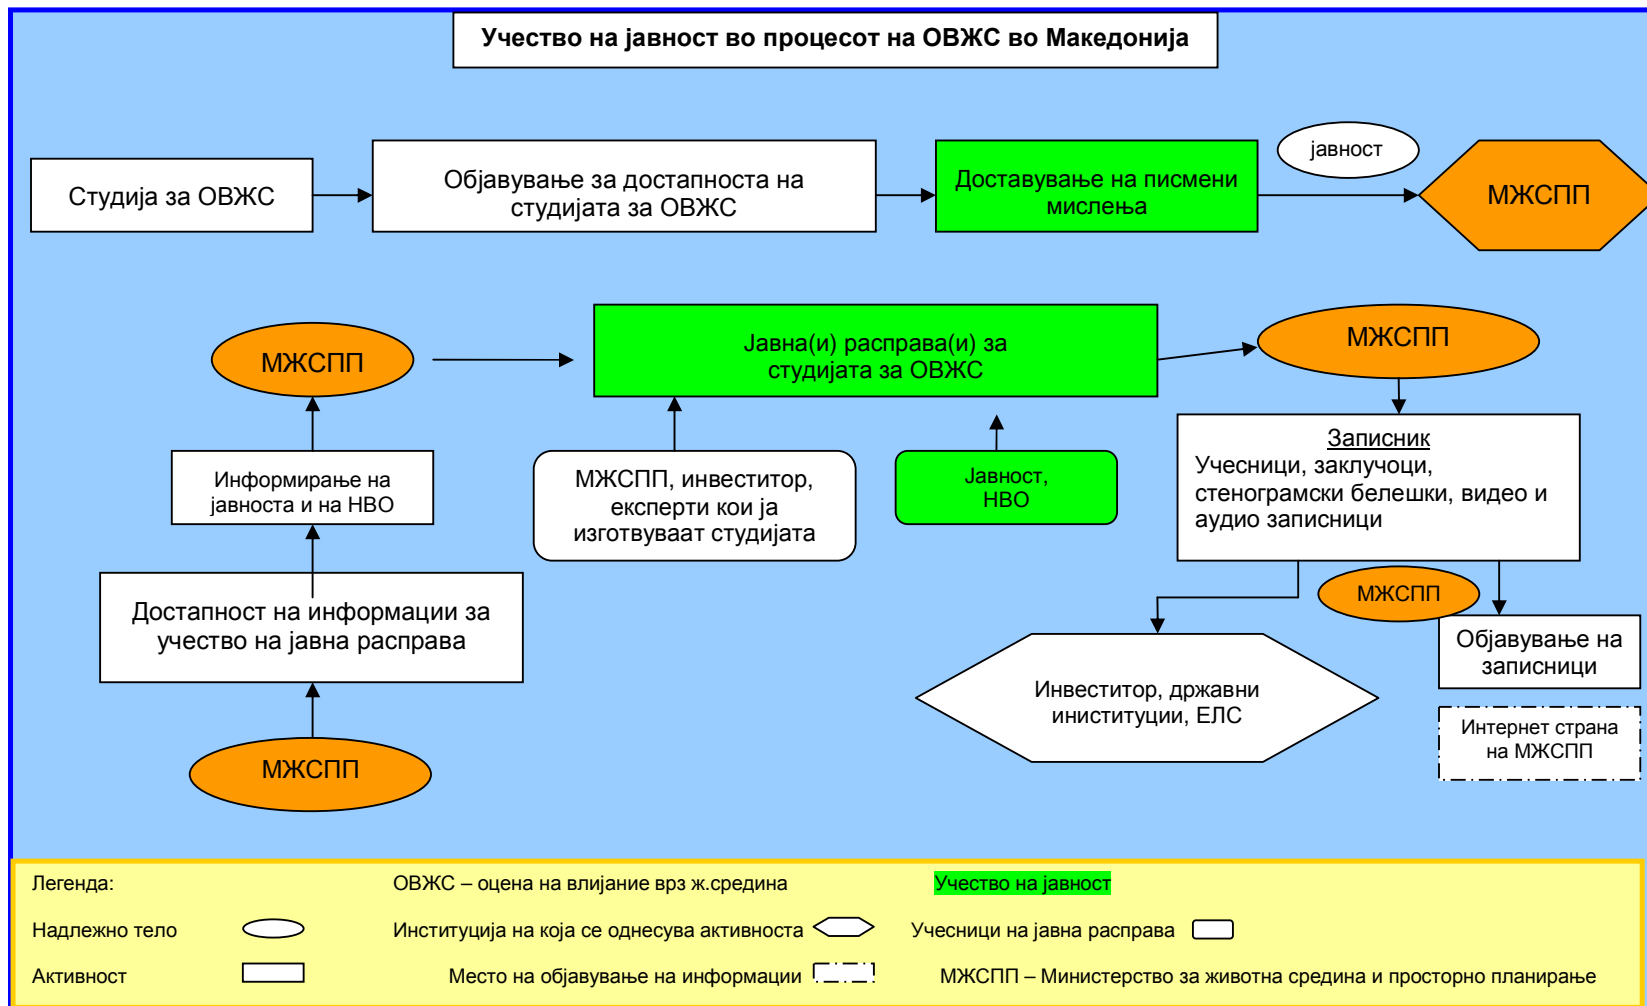 Учество на јавност во процесот на ОВЖС во Македонија
Студија за ОВЖС
Објавување за достапноста на
студијата за ОВЖС
Доставување на писмени
мислења
јавност
МЖСПП
МЖСПП
Јавна(и) расправа(и) за
студијата за ОВЖС
МЖСПП
Информирање на
јавноста и на НВО
МЖСПП, инвеститор,
експерти кои ја
изготвуваат студијата
Јавност,
НВО
Записник
Учесници, заклучоци,
стенограмски белешки, видео и
аудио записници
Достапност на информации за
учество на јавна расправа
МЖСПП
Објавување на
записници
Инвеститор, државни
иниституции, ЕЛС
Интернет страна
на МЖСПП
МЖСПП
Легенда:
ОВЖС – оцена на влијание врз ж.средина
Учество на јавност
Надлежно тело
Институција на која се однесува активноста
Учесници на јавна расправа
Активност
Место на објавување на информации
МЖСПП – Министерство за животна средина и просторно планирање